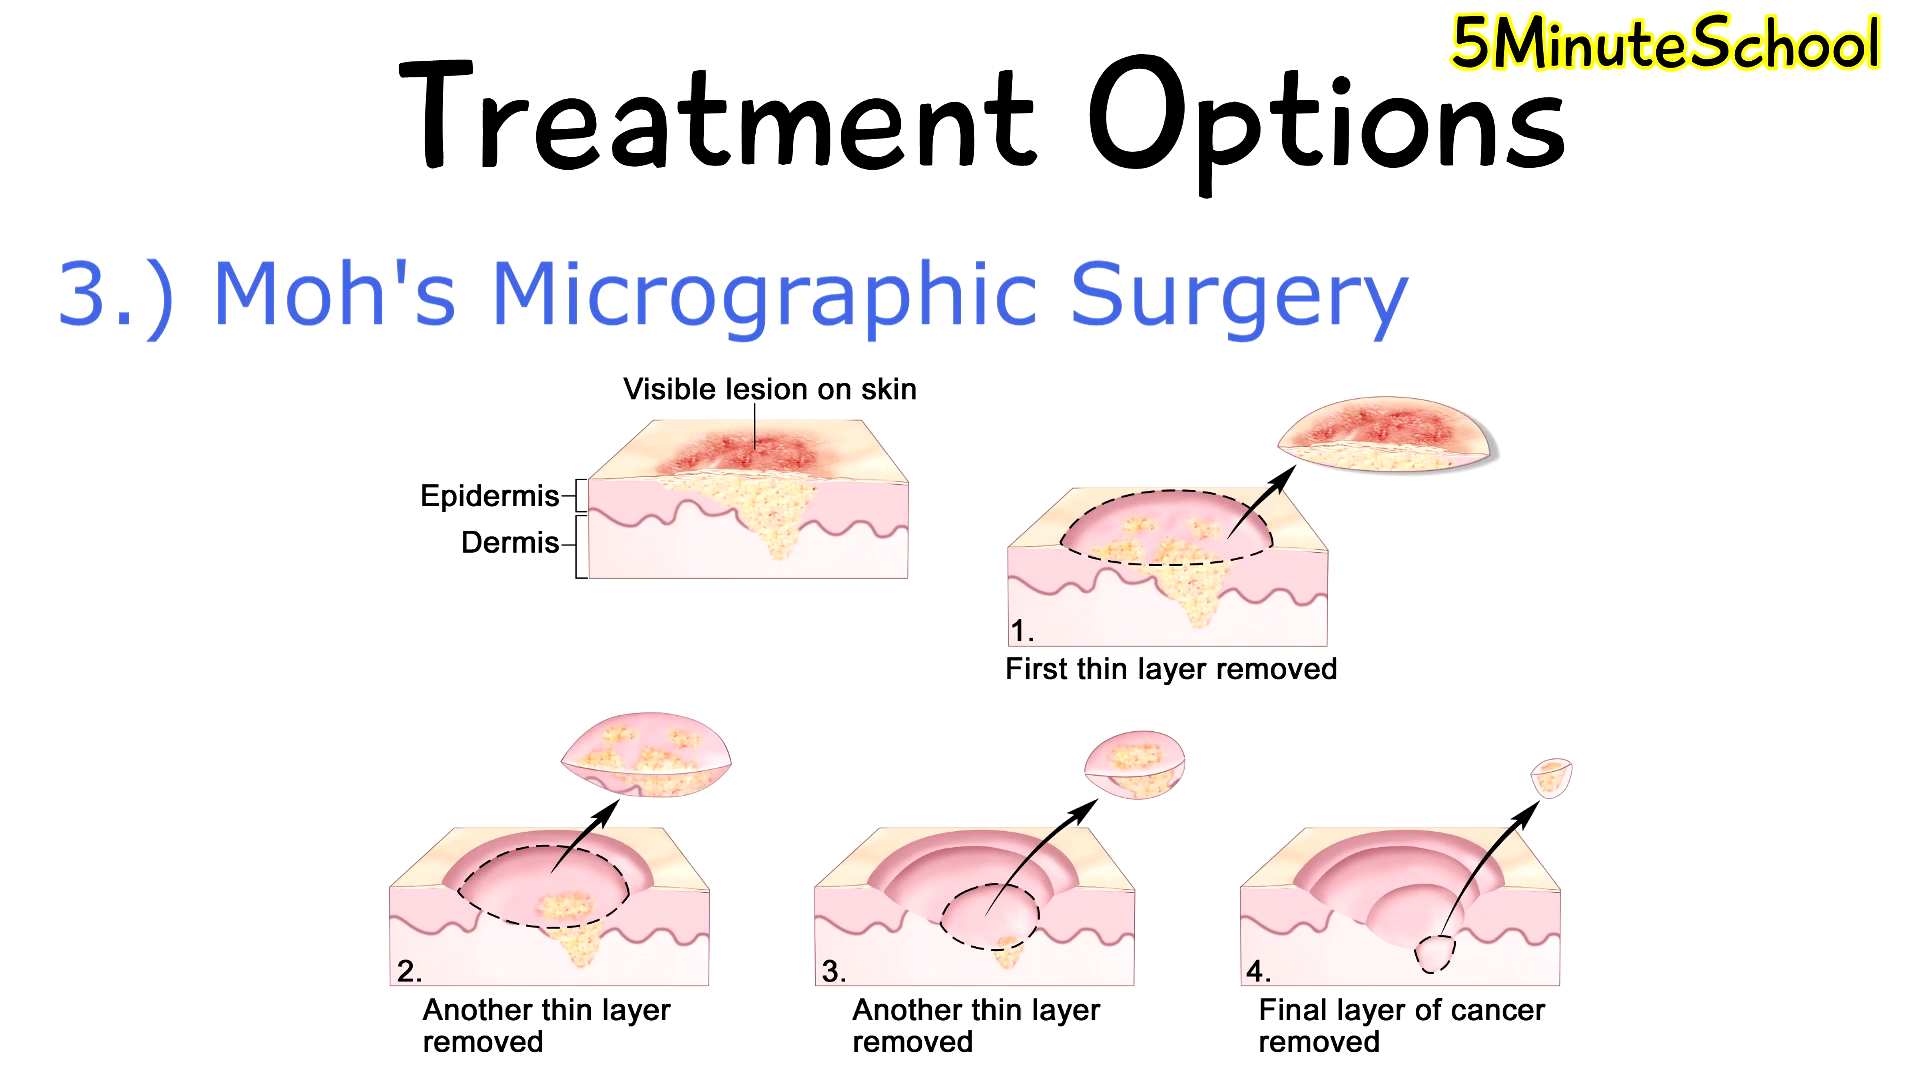 5MinuteSchool
Treatment Options
3.) Moh's Micrographic Surgery
Visible lesion on skin
Epidermis
Dermis
1.
First thin layer removed
2.
Another thin layer
removed
3.
Another thin layer
removed
4.
Final layer of cancer
removed